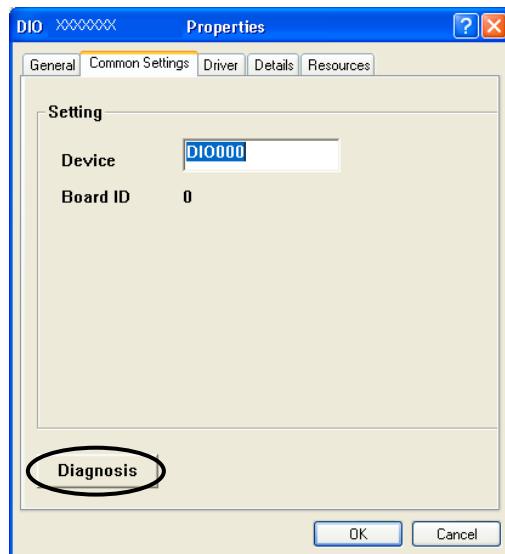 DIO XXXXXXX Properties
General Common Settings Driver Details Resources
Setting
Device DIO000
Board ID 0
Diagnosis
OK Cancel